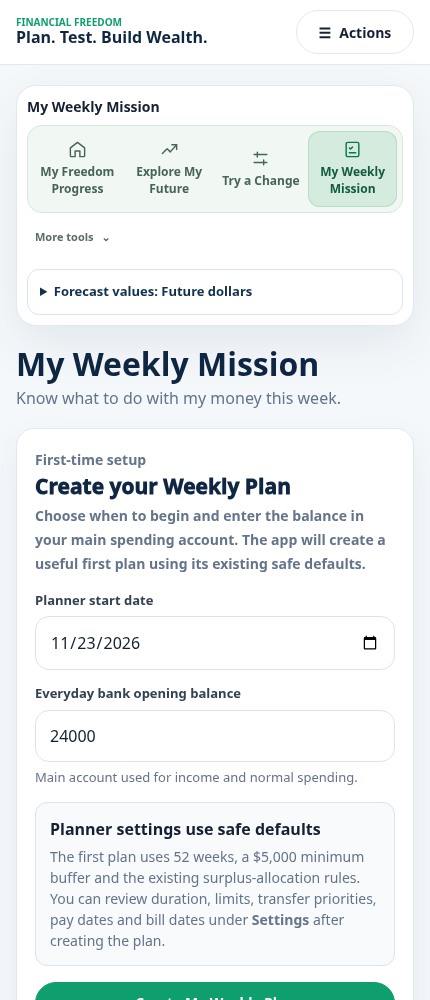 FINANCIAL FREEDOM
Plan. Test. Build Wealth.
☰ Actions
My Weekly Mission
My Freedom Progress
Explore My Future
Try a Change
My Weekly Mission
More tools ⌄
▶ Forecast values: Future dollars
My Weekly Mission
Know what to do with my money this week.
First-time setup
Create your Weekly Plan
Choose when to begin and enter the balance in
your main spending account. The app will create a
useful first plan using its existing safe defaults.
Planner start date
11/23/2026
Everyday bank opening balance
24000
Main account used for income and normal spending.
Planner settings use safe defaults
The first plan uses 52 weeks, a $5,000 minimum
buffer and the existing surplus-allocation rules.
You can review duration, limits, transfer priorities,
pay dates and bill dates under Settings after
creating the plan.